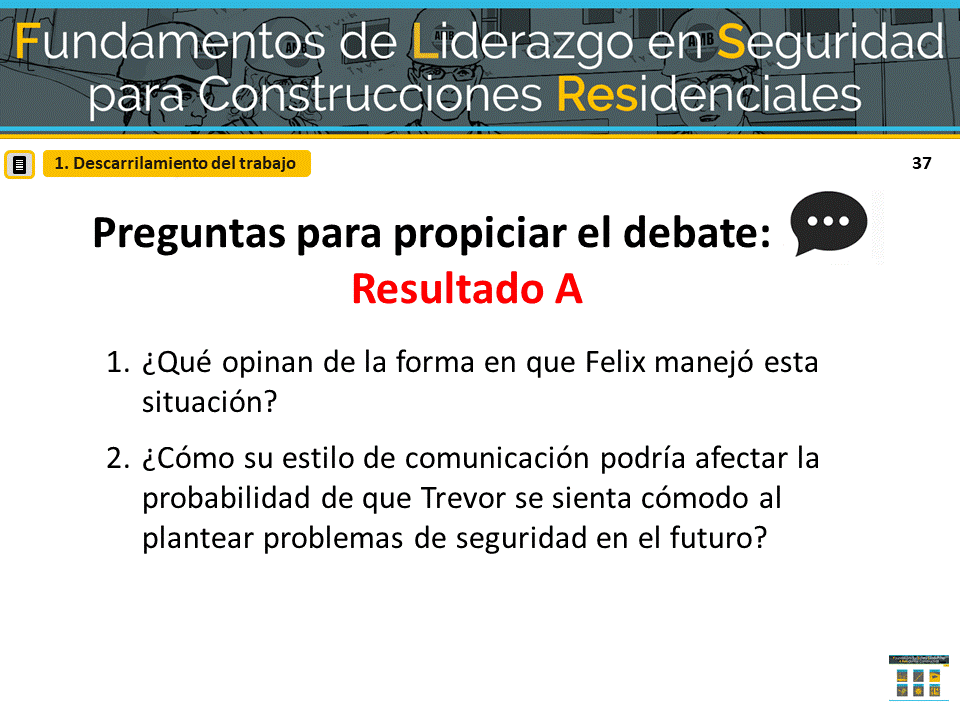 Fundamentos de Liderazgo en Seguridad
para Construcciones Residenciales
1. Descarrilamiento del trabajo
37
Preguntas para propiciar el debate:
Resultado A
1. ¿Qué opinan de la forma en que Felix manejó esta
situación?
2. ¿Cómo su estilo de comunicación podría afectar la
probabilidad de que Trevor se sienta cómodo al
plantear problemas de seguridad en el futuro?